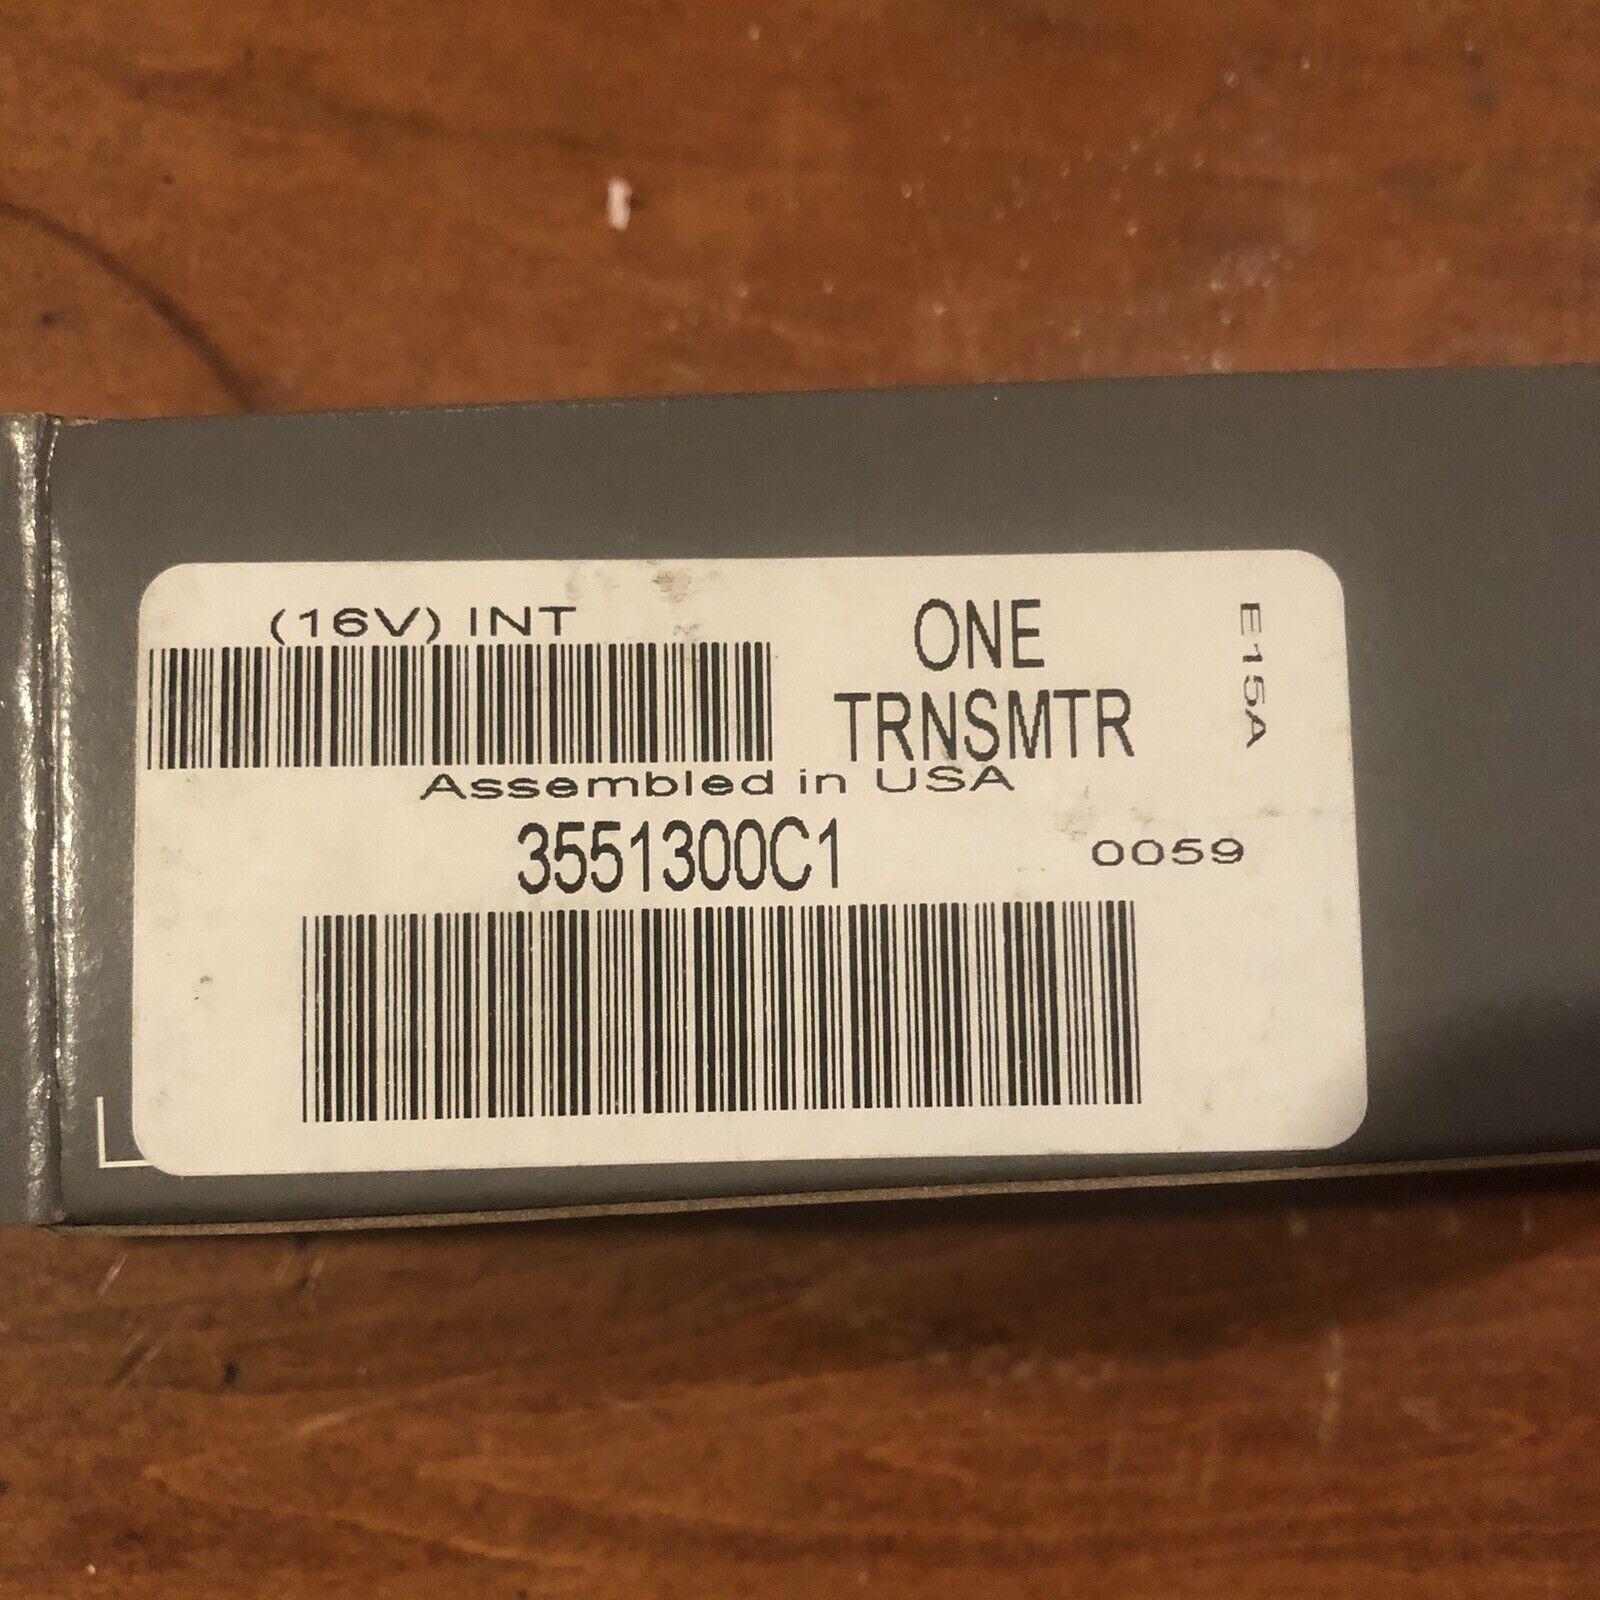 (16V) INT
ONE
TRNSMTR
E15A
Assembled in USA
3551300C1
0059